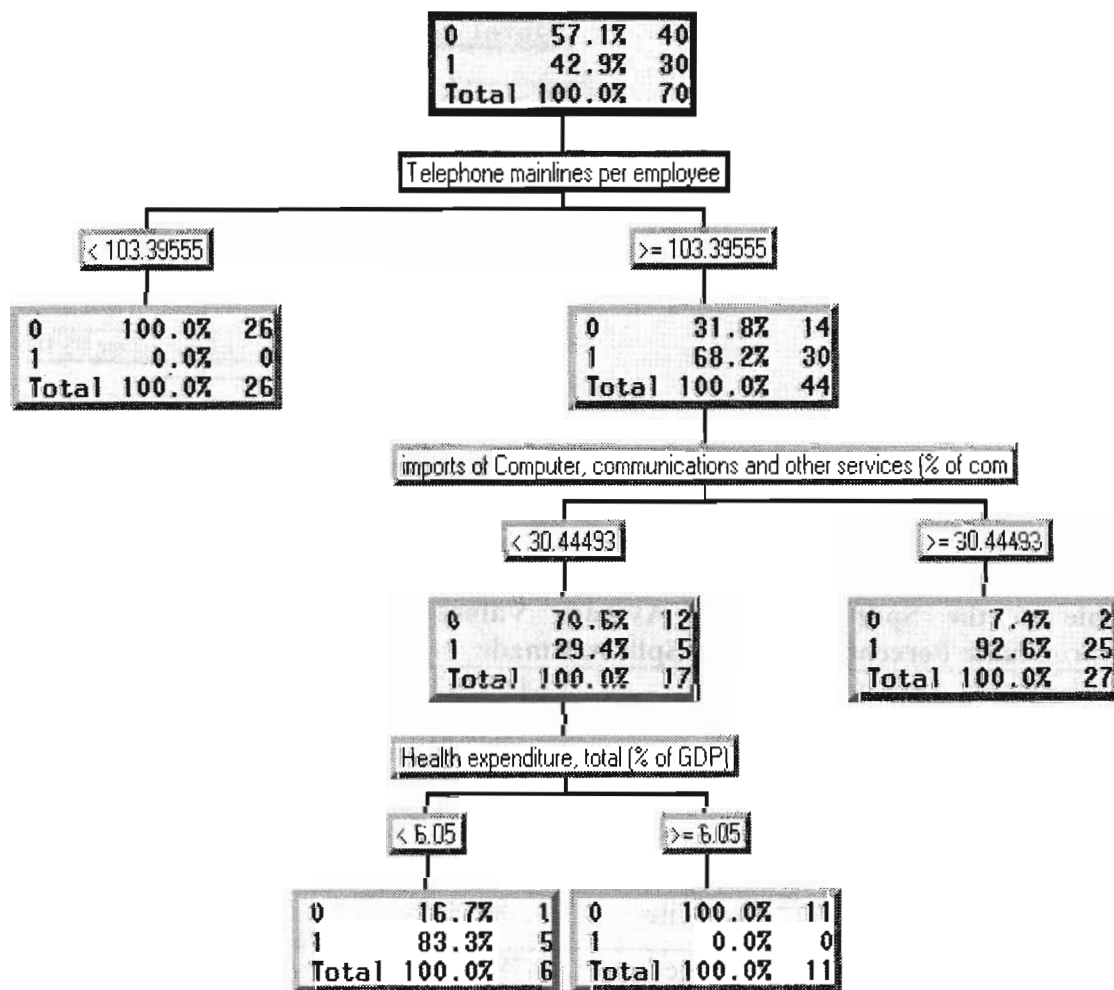 0 57.1% 40
1 42.9% 30
Total 100.0% 70
Telephone mainlines per employee
< 103.39555
>= 103.39555
0 100.0% 26
1 0.0% 0
Total 100.0% 26
0 31.8% 14
1 68.2% 30
Total 100.0% 44
imports of Computer, communications and other services (% of com
< 30.44493
>= 30.44493
0 70.6% 12
1 29.4% 5
Total 100.0% 17
0 7.4% 2
1 92.6% 25
Total 100.0% 27
Health expenditure, total (% of GDP)
< 6.05
>= 6.05
0 16.7% 1
1 83.3% 5
Total 100.0% 6
0 100.0% 11
1 0.0% 0
Total 100.0% 11